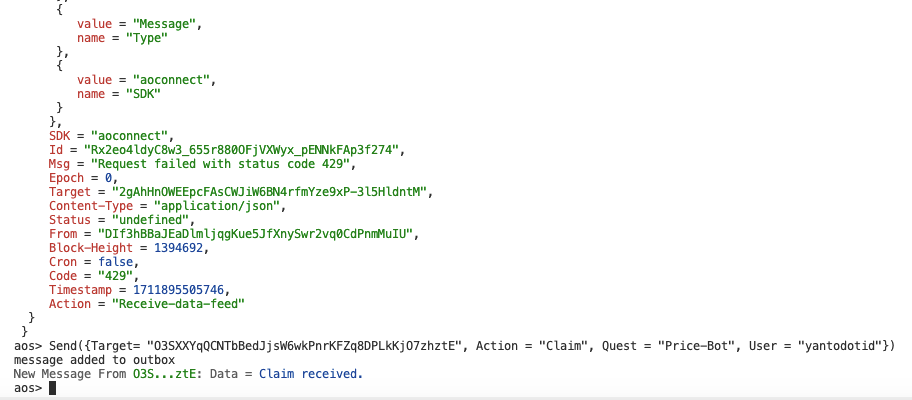 {
value = "Message",
name = "Type"
},
{
value = "aoconnect",
name = "SDK"
}
},
SDK = "aoconnect",
Id = "Rx2eo4ldyC8w3_655r880OFjVXWyx_pENNkFAp3f274",
Msg = "Request failed with status code 429",
Epoch = 0,
Target = "2gAhHnOWEEpcFAsCWJiW6BN4rfmYze9xP-3l5HldntM",
Content-Type = "application/json",
Status = "undefined",
From = "DIf3hBBaJEaDlmljqgKue5JfXnySwr2vq0CdPnmMuIU",
Block-Height = 1394692,
Cron = false,
Code = "429",
Timestamp = 1711895505746,
Action = "Receive-data-feed"
}
}
aos> Send({Target= "O3SXXYqQCNTbBedJjsW6wkPnrKFZq8DPLkKjO7zhztE", Action = "Claim", Quest = "Price-Bot", User = "yantodotid"})
message added to outbox
New Message From O3S...ztE: Data = Claim received.
aos>